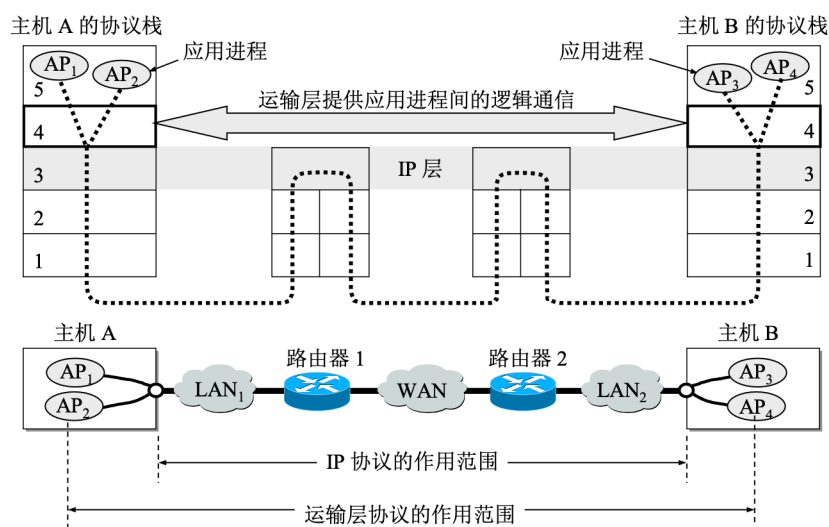 主机 A 的协议栈
主机 B 的协议栈
应用进程
应用进程
AP1
AP2
AP3
AP4
5
5
运输层提供应用进程间的逻辑通信
4
4
3
IP 层
3
2
2
1
1
主机 A
主机 B
路由器 1
路由器 2
AP1
AP2
LAN1
WAN
LAN2
AP3
AP4
IP 协议的作用范围
运输层协议的作用范围